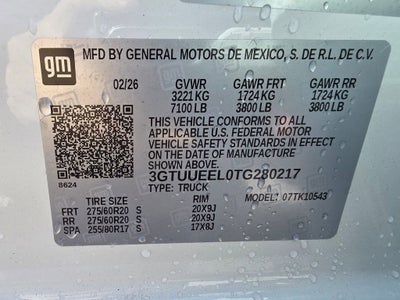 gm
MFD BY GENERAL MOTORS DE MEXICO, S. DE R.L. DE C.V.
02/26 GVWR GAWR FRT GAWR RR
3221 KG 1724 KG 1724 KG
7100 LB 3800 LB 3800 LB
THIS VEHICLE CONFORMS TO ALL
APPLICABLE U.S. FEDERAL MOTOR
VEHICLE SAFETY STANDARDS IN EFFECT
ON THE DATE OF MANUFACTURE
SHOWN ABOVE.
3GTUUEEL0TG280217
8624
TYPE: TRUCK MODEL: 07TK10543
TIRE SIZE RIM
FRT 275/60R20 S 20X9J
RR 275/60R20 S 20X9J
SPA 255/80R17 S 17X8J